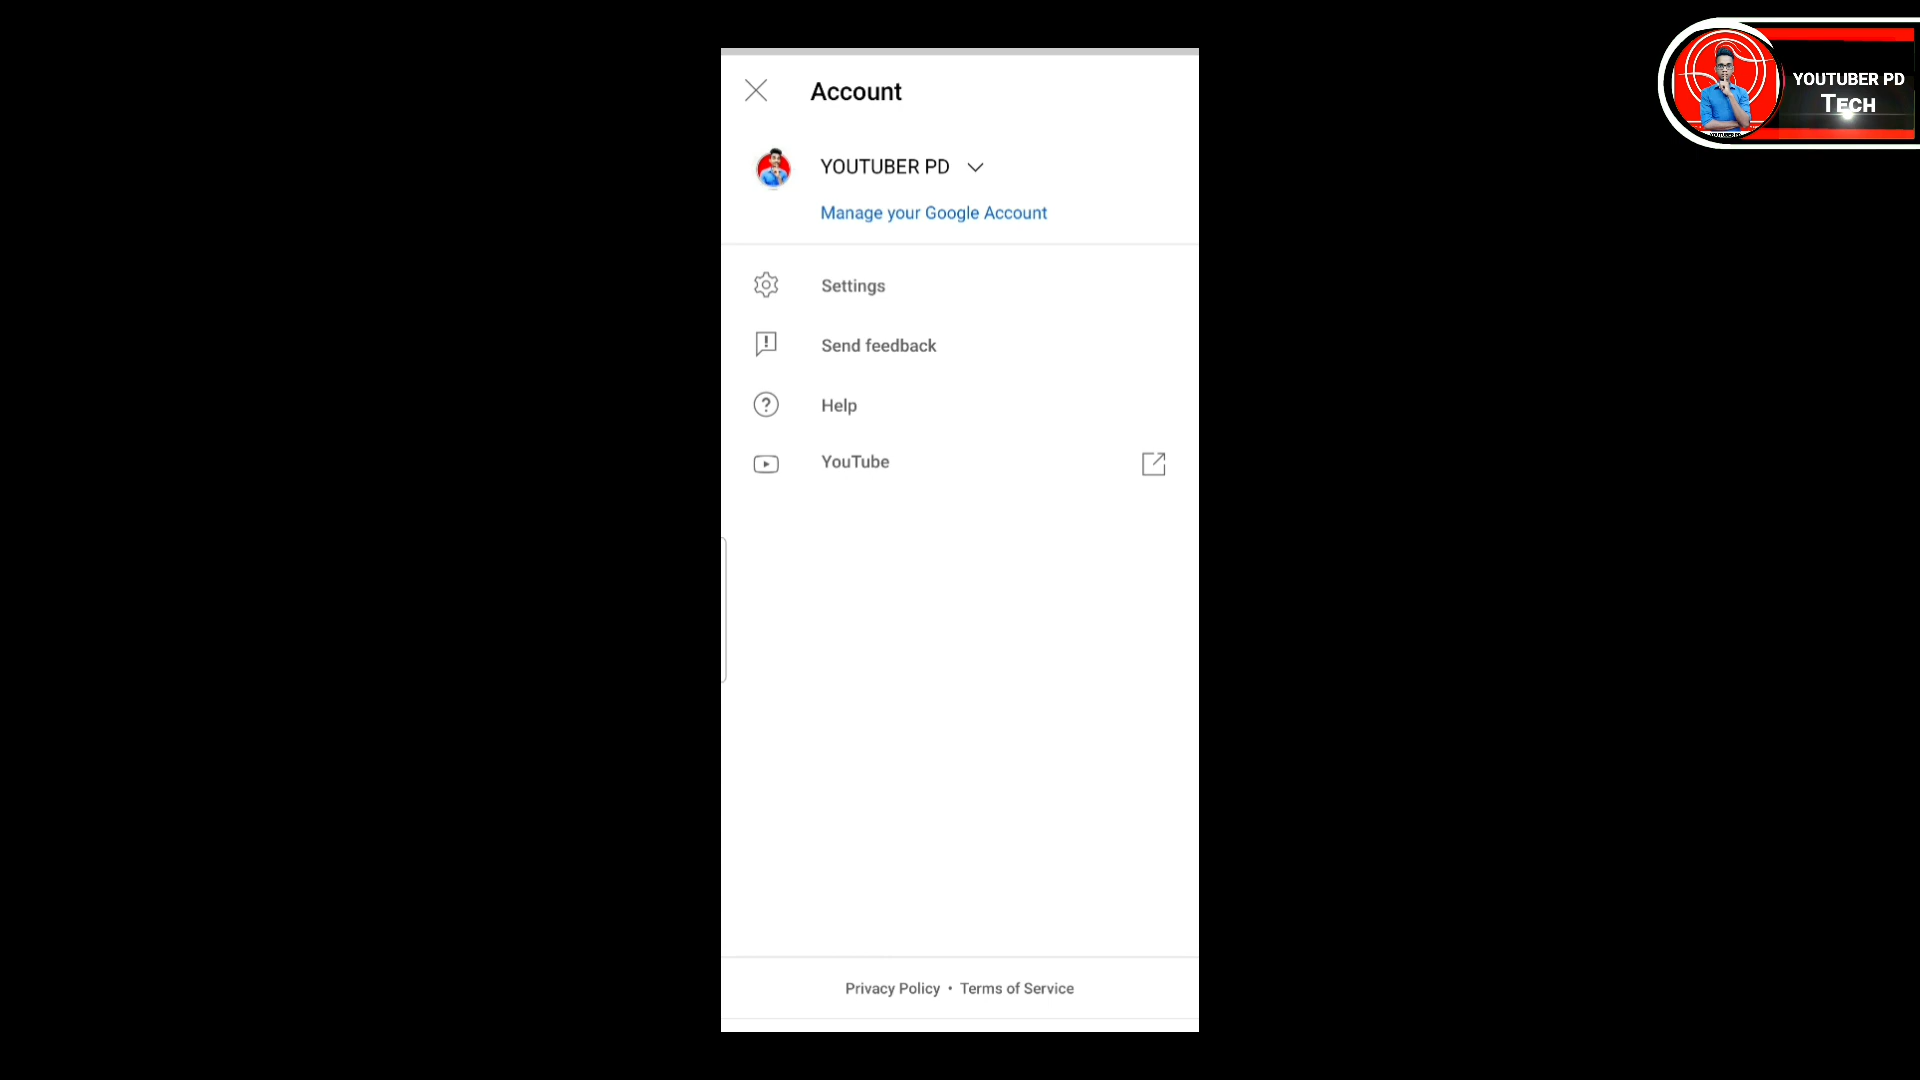 Account
YOUTUBER PD
Manage your Google Account
Settings
Send feedback
Help
YouTube
Privacy Policy • Terms of Service
YOUTUBER PD
TECH